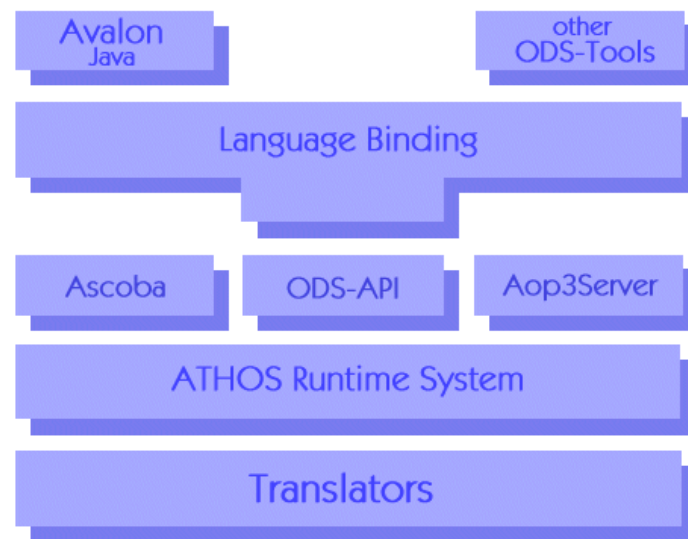 Avalon
Java
other
ODS-Tools
Language Binding
Ascoba
ODS-API
Aop3Server
ATHOS Runtime System
Translators